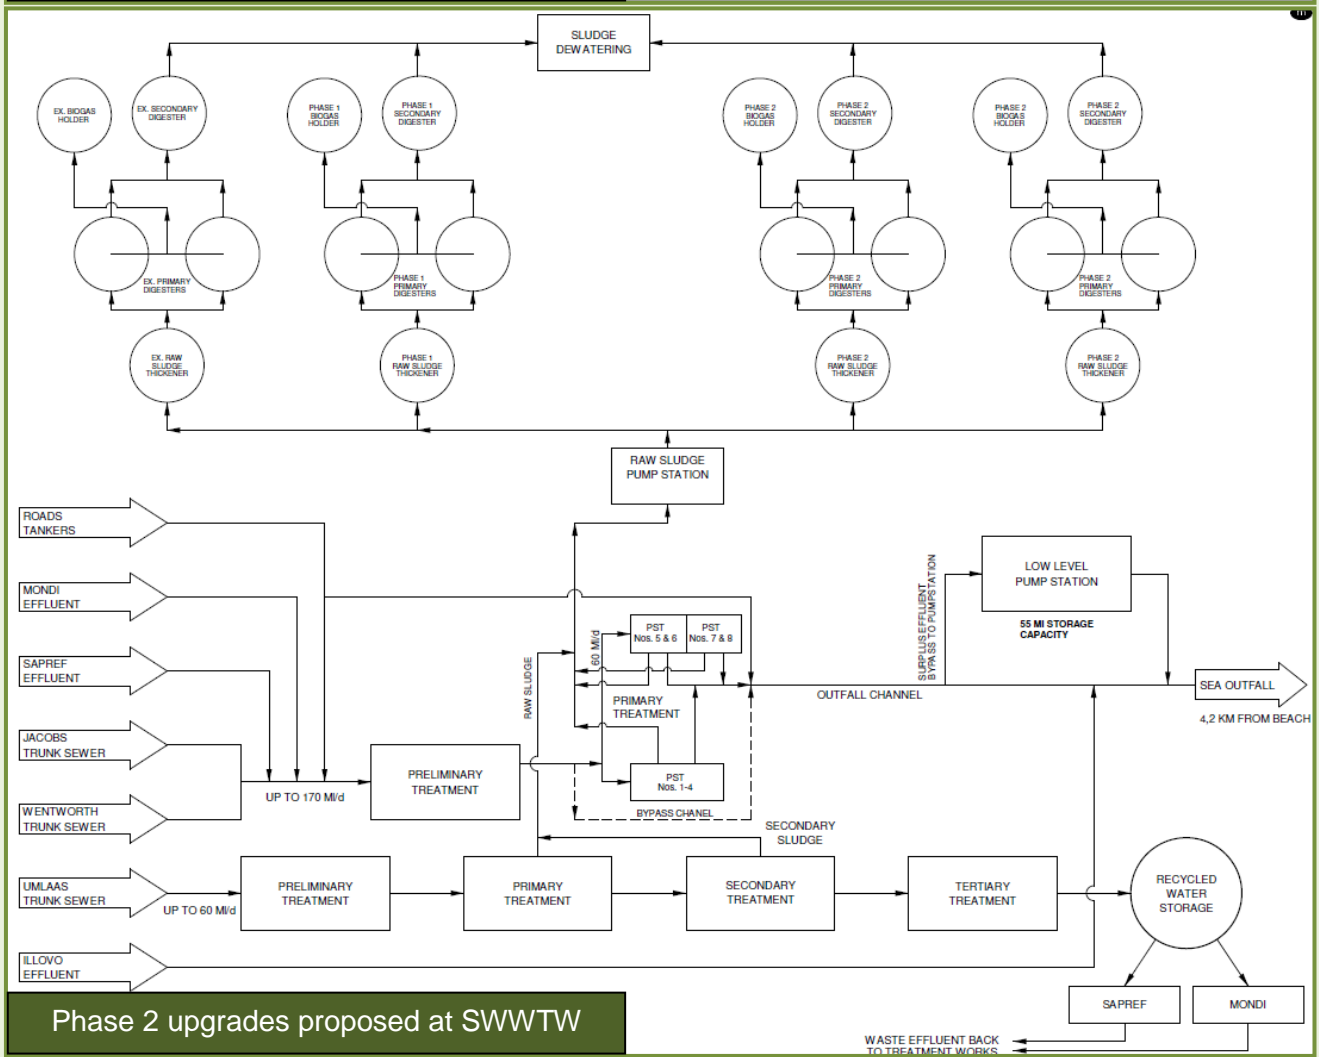 SLUDGE
DEWATERING
EX. BIOGAS
HOLDER
EX. SECONDARY
DIGESTER
PHASE 1
BIOGAS
HOLDER
PHASE 1
SECONDARY
DIGESTER
PHASE 2
BIOGAS
HOLDER
PHASE 2
SECONDARY
DIGESTER
PHASE 2
BIOGAS
HOLDER
PHASE 2
SECONDARY
DIGESTER
EX. PRIMARY
DIGESTERS
PHASE 1
PRIMARY
DIGESTERS
PHASE 2
PRIMARY
DIGESTERS
PHASE 2
PRIMARY
DIGESTERS
EX. RAW
SLUDGE
THICKENER
PHASE 1
RAW SLUDGE
THICKENER
PHASE 2
RAW SLUDGE
THICKENER
PHASE 2
RAW SLUDGE
THICKENER
RAW SLUDGE
PUMP STATION
ROADS
TANKERS
MONDI
EFFLUENT
SAPREF
EFFLUENT
JACOBS
TRUNK SEWER
WENTWORTH
TRUNK SEWER
UMLAAS
TRUNK SEWER
ILLOVO
EFFLUENT
UP TO 170 Ml/d
UP TO 60 Ml/d
PRELIMINARY
TREATMENT
RAW SLUDGE
60 Ml/d
PST
Nos. 5 & 6
PST
Nos. 7 & 8
PRIMARY
TREATMENT
PST
Nos. 1-4
BYPASS CHANEL
SURPLUS EFFLUENT
BYPASS TO PUMPSTATION
LOW LEVEL
PUMP STATION
55 Ml STORAGE
CAPACITY
OUTFALL CHANNEL
SEA OUTFALL
4,2 KM FROM BEACH
SECONDARY
SLUDGE
PRELIMINARY
TREATMENT
PRIMARY
TREATMENT
SECONDARY
TREATMENT
TERTIARY
TREATMENT
RECYCLED
WATER
STORAGE
SAPREF
MONDI
WASTE EFFLUENT BACK
TO TREATMENT WORKS
Phase 2 upgrades proposed at SWWTW